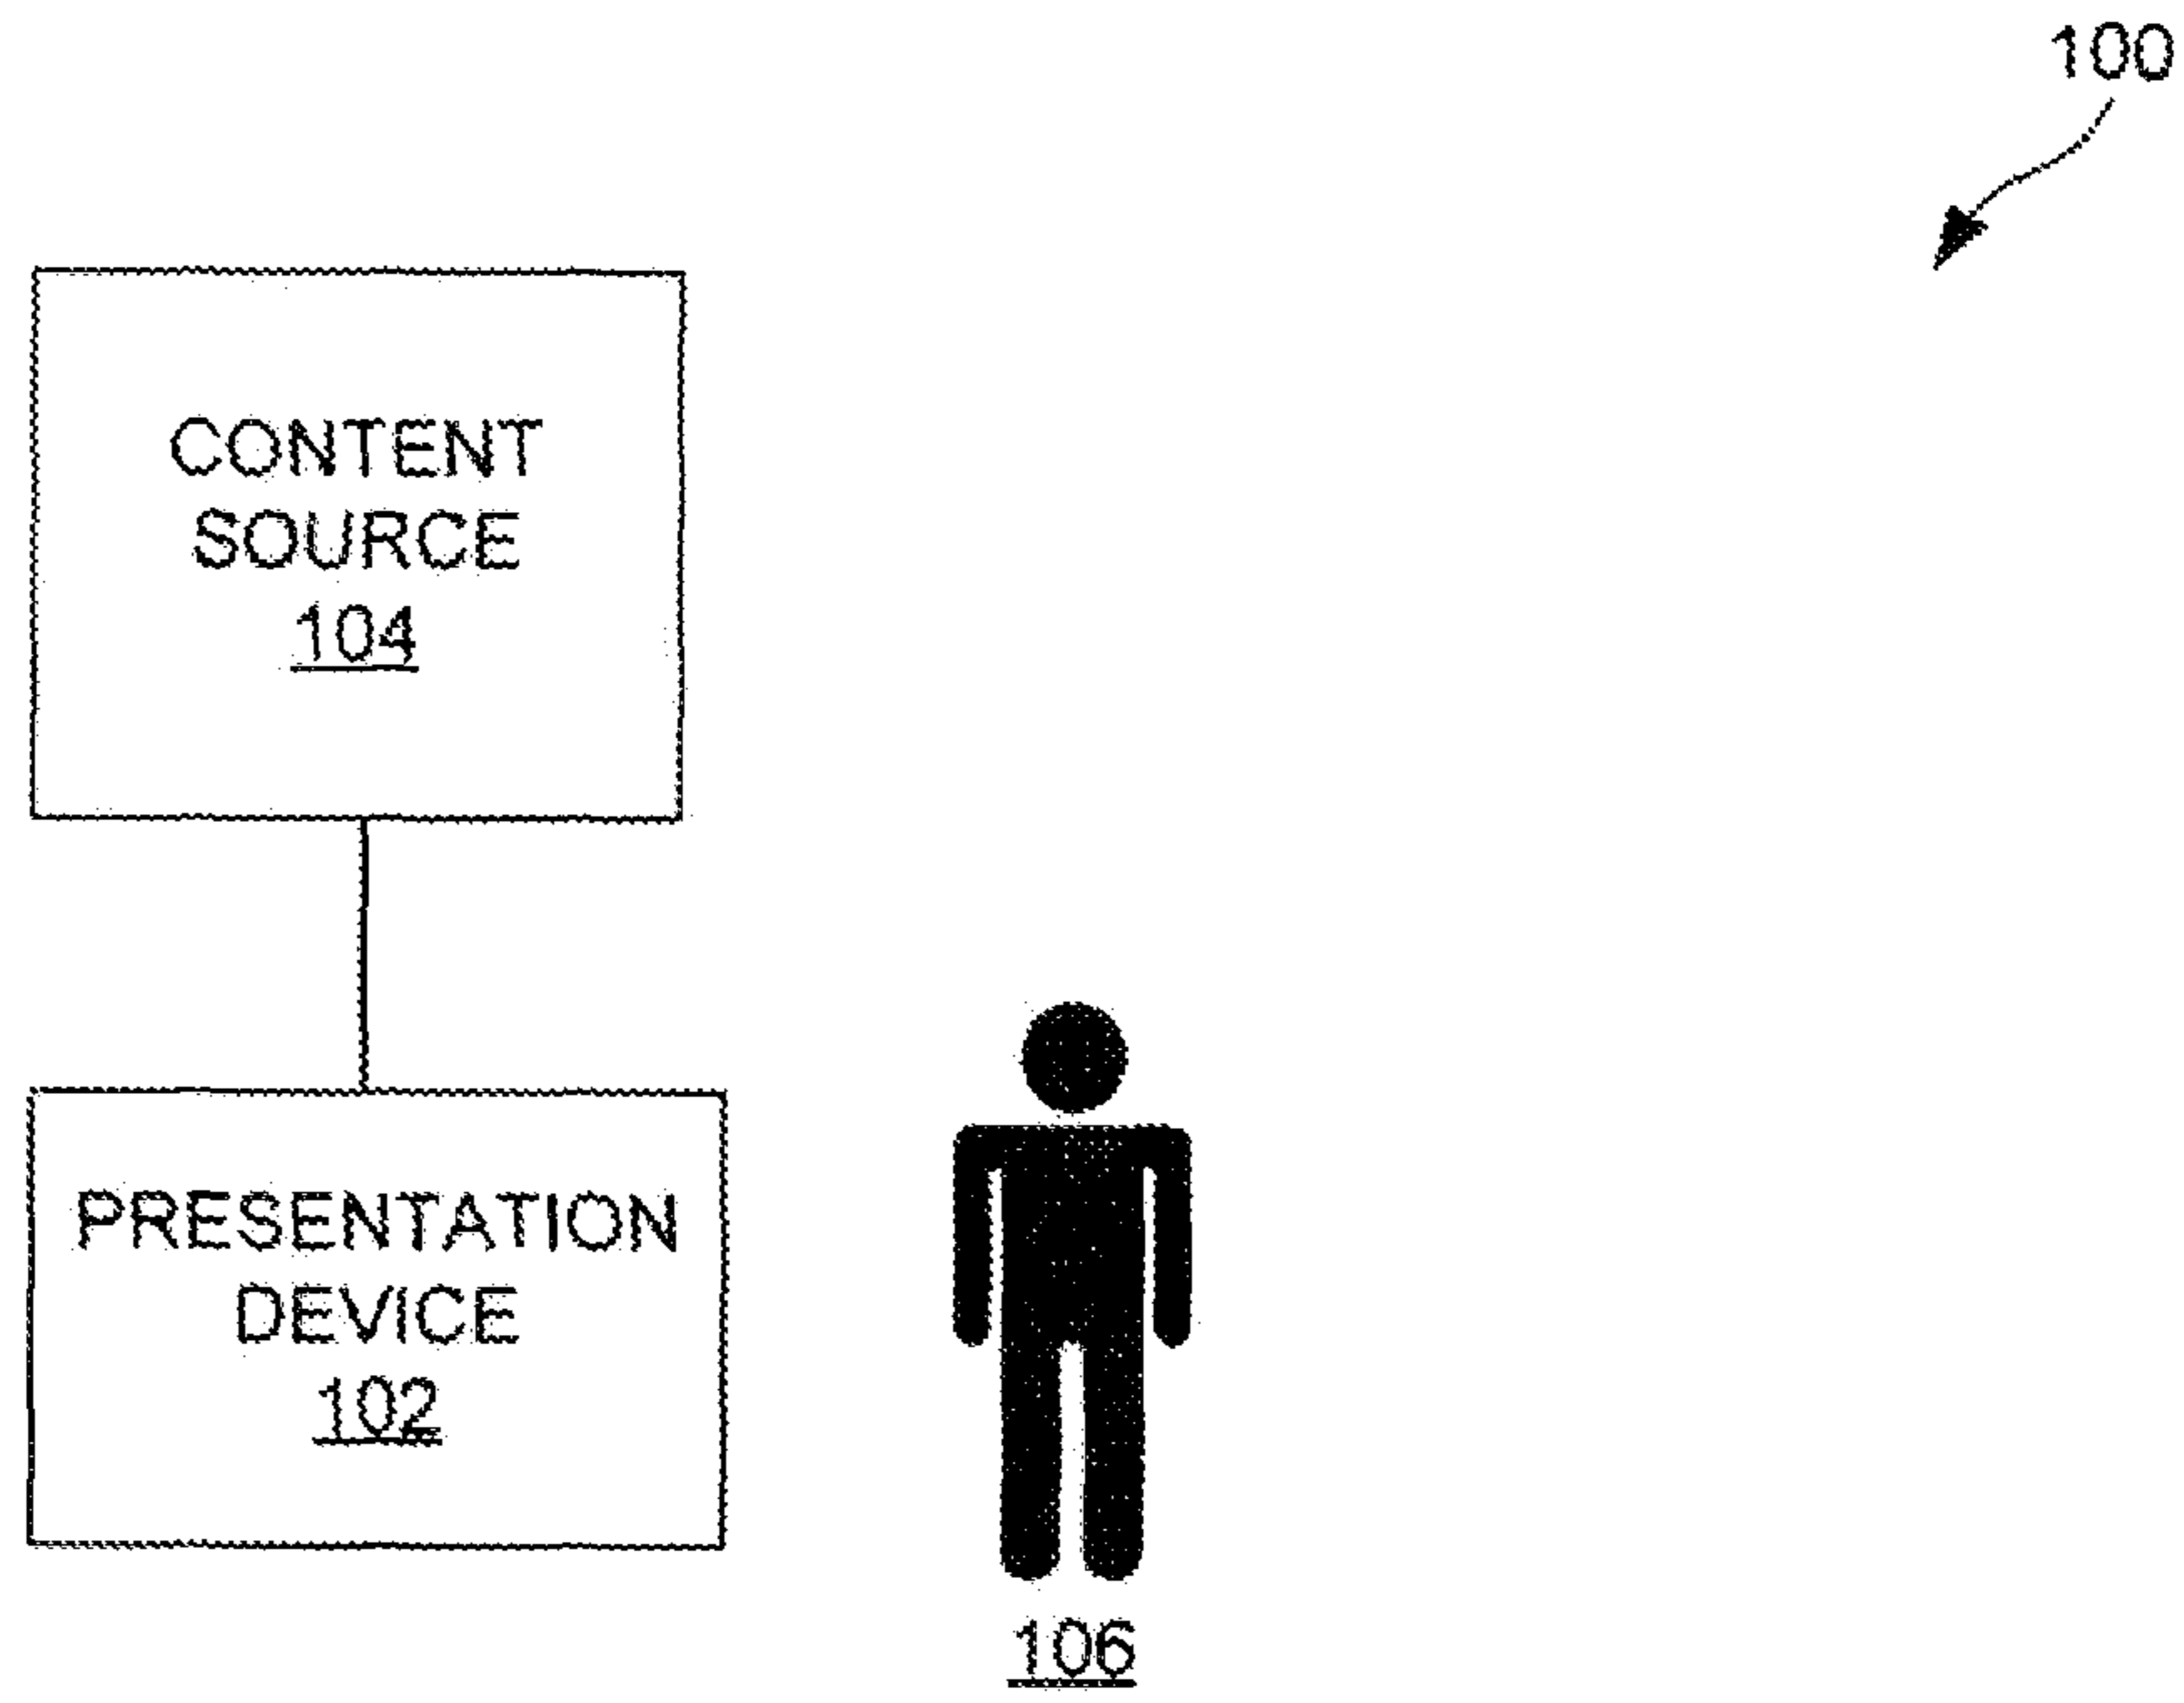 100
CONTENT
SOURCE
104
PRESENTATION
DEVICE
102
106